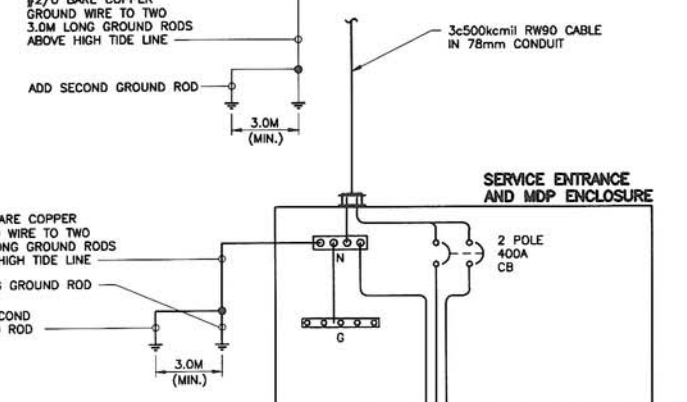 #2/0 BARE COPPER
GROUND WIRE TO TWO
3.0M LONG GROUND RODS
ABOVE HIGH TIDE LINE
ADD SECOND GROUND ROD
3.0M
(MIN.)
3c500kcmil RW90 CABLE
IN 78mm CONDUIT
SERVICE ENTRANCE
AND MDP ENCLOSURE
ARE COPPER
WIRE TO TWO
ONG GROUND RODS
HIGH TIDE LINE
GROUND ROD
COND
ROD
3.0M
(MIN.)
N
G
2 POLE
400A
CB